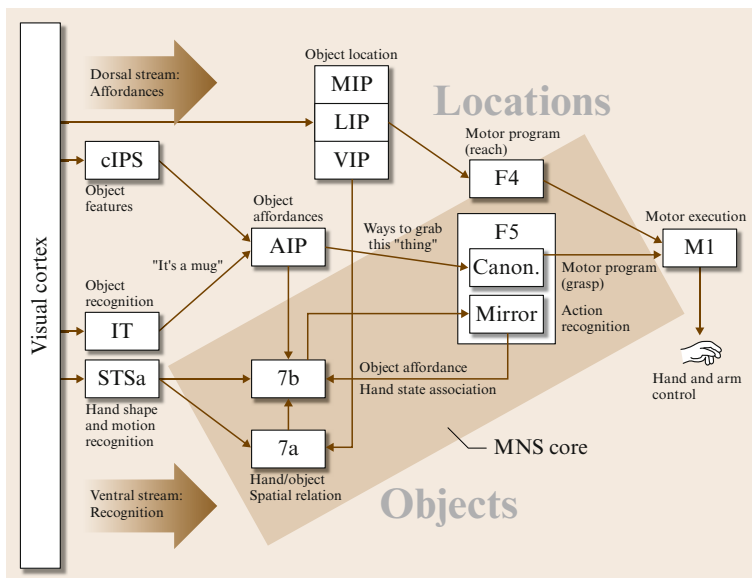 Visual cortex
Dorsal stream:
Affordances
Object location
MIP
LIP
VIP
Locations
Motor program
(reach)
F4
cIPS
Object
features
Object
affordances
AIP
Ways to grab
this "thing"
F5
Canon.
Mirror
Motor execution
M1
Motor program
(grasp)
Action
recognition
"It's a mug"
Object
recognition
IT
STSa
Hand shape
and motion
recognition
7b
Object affordance
Hand state association
Hand and arm
control
7a
Hand/object
Spatial relation
MNS core
Ventral stream:
Recognition
Objects